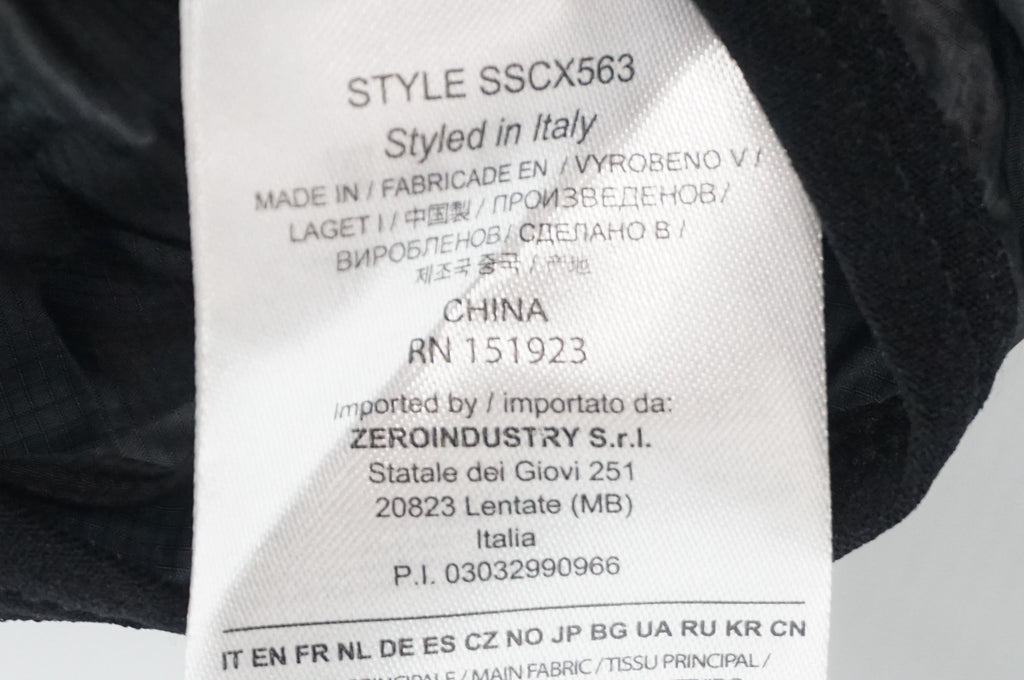 STYLE SSCX563
Styled in Italy
MADE IN / FABRICADE EN / VYROBENO V /
LAGET I / 中国製 / ПРОИЗВЕДЕНОВ /
ВИРОБЛЕНОВ / СДЕЛАНО В /
제조국 중국 / 产地
CHINA
RN 151923
Imported by / importato da:
ZEROINDUSTRY S.r.l.
Statale dei Giovi 251
20823 Lentate (MB)
Italia
P.I. 03032990966
IT EN FR NL DE ES CZ NO JP BG UA RU KR CN
/ MAIN FABRIC / TISSU PRINCIPAL /